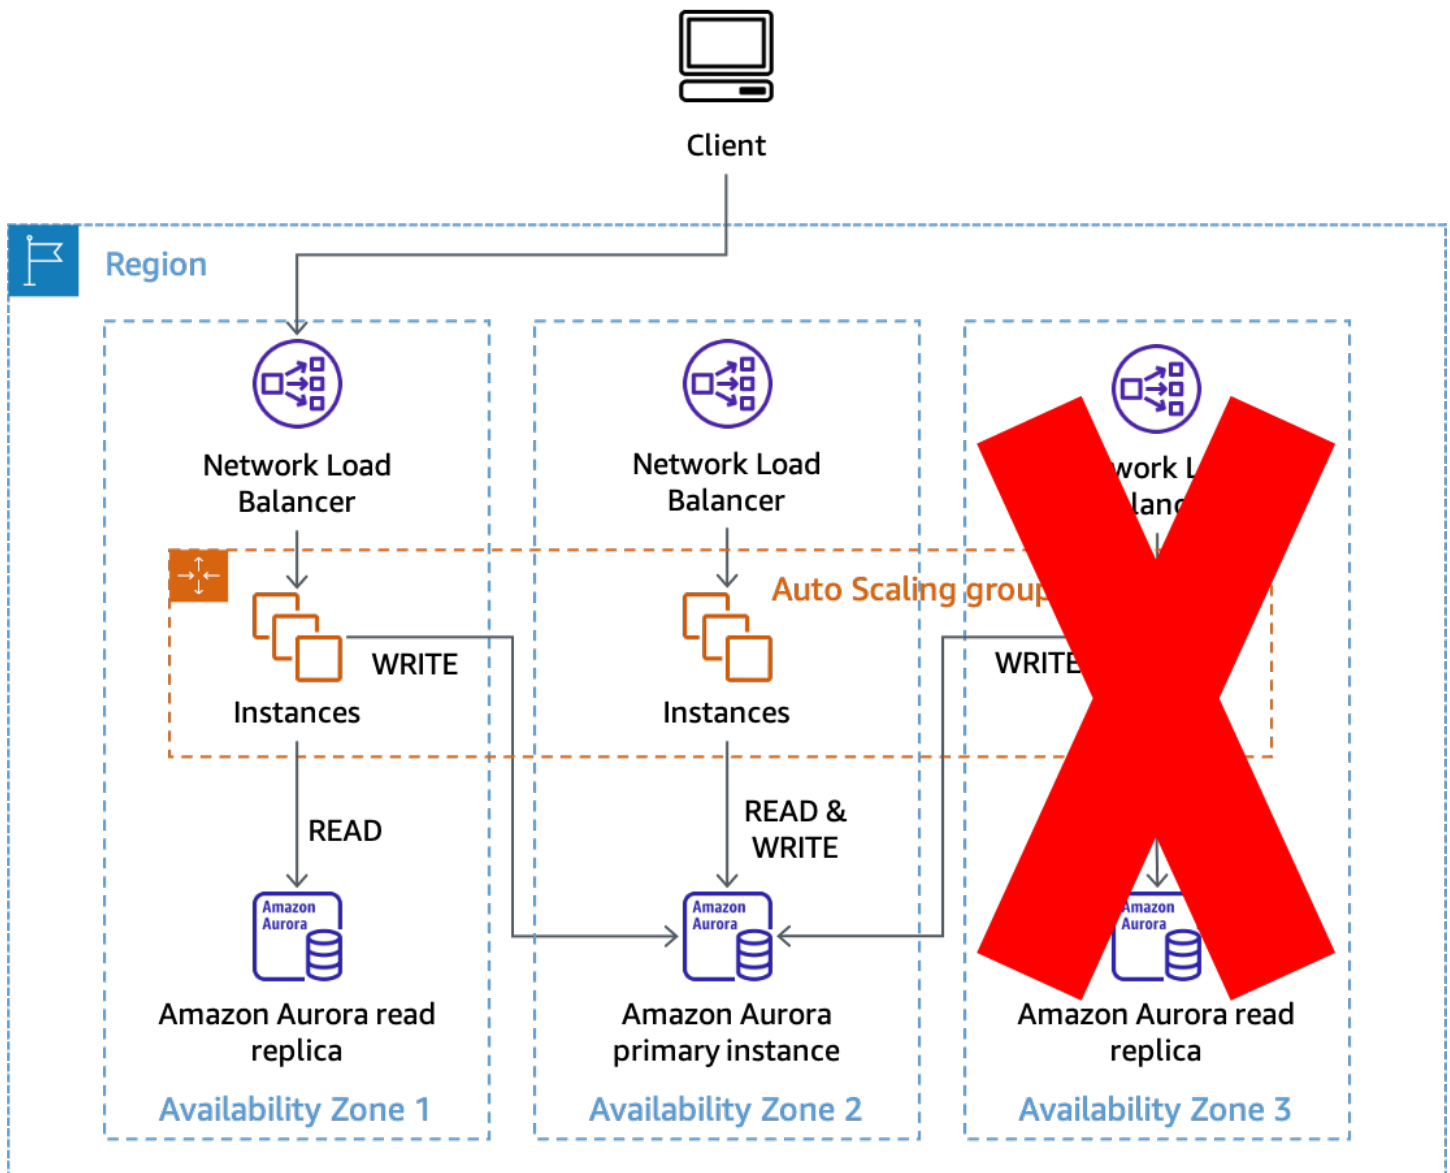 Client
Region
Network Load
Balancer
Network Load
Balancer
Auto Scaling group
WRITE
Instances
Instances
WRITE
READ
READ &
WRITE
Amazon
Aurora
Amazon
Aurora
Amazon
Aurora
Amazon Aurora read
replica
Amazon Aurora
primary instance
Amazon Aurora read
replica
Availability Zone 1
Availability Zone 2
Availability Zone 3